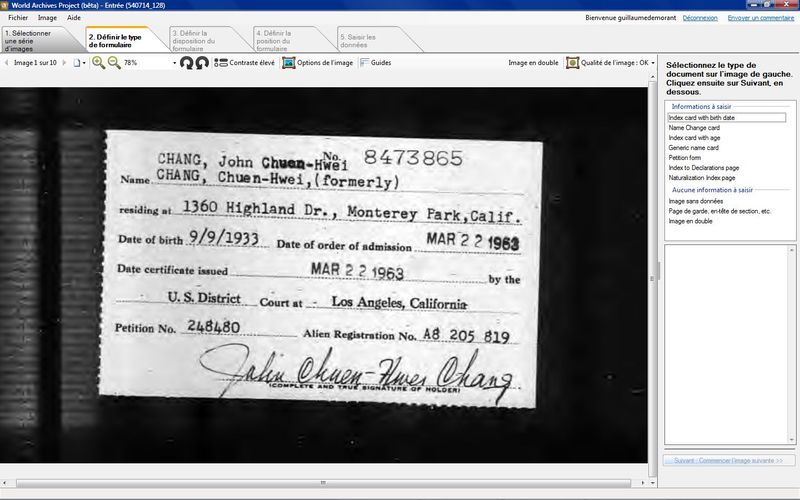 World Archives Project (bêta) - Entrée (540714_128)
Fichier Image Aide
Bienvenue guillaumedemorant Déconnexion Envoyer un commentaire
1. Sélectionner une série d'images
2. Définir le type de formulaire
3. Définir la disposition du formulaire
4. Définir la position du formulaire
5. Saisir les données
Image 1 sur 10 78% Contraste élevé Options de l'image Guides Image en double Qualité de l'image : OK
CHANG, John Chuen-Hwei No. 8473865
Name CHANG, Chuen-Hwei, (formerly)
residing at 1360 Highland Dr., Monterey Park, Calif.
Date of birth 9/9/1933 Date of order of admission MAR 22 1963
Date certificate issued MAR 22 1963 by the
U. S. District Court at - Los Angeles, California
Petition No. 248480 Alien Registration No. A8 205 819
John Chuen-Hwei Chang
(COMPLETE AND TRUE SIGNATURE OF HOLDER)
Sélectionnez le type de
document sur l'image de gauche.
Cliquez ensuite sur Suivant, en
dessous.
Informations à saisir
Index card with birth date
Name Change card
Index card with age
Generic name card
Petition form
Index to Declarations page
Naturalization Index page
Aucune information à saisir
Image sans données
Page de garde, en-tête de section, etc.
Image en double
Suivant : Commencer l'image suivante >>